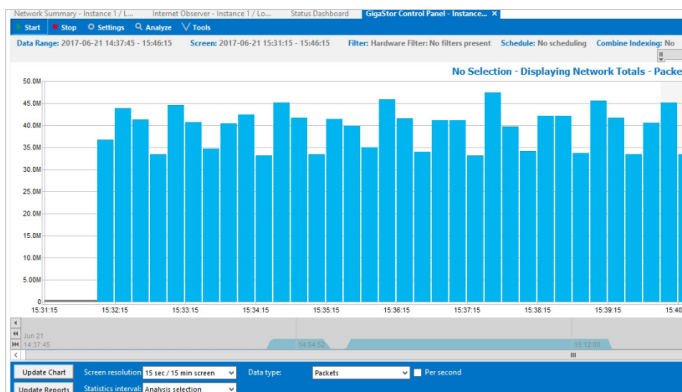 Network Summary - Instance 1 / L... Internet Observer - Instance 1 / Lo... Status Dashboard GigaStor Control Panel - Instance... X
Start Stop Settings Analyze Tools
Data Range: 2017-06-21 14:37:45 - 15:46:15 Screen: 2017-06-21 15:31:15 - 15:46:15 Filter: Hardware Filter: No filters present Schedule: No scheduling Combine Indexing: No
No Selection - Displaying Network Totals - Packe
50.0M
45.0M
40.0M
35.0M
30.0M
25.0M
20.0M
15.0M
10.0M
5.00M
0
15:31:15 15:32:15 15:33:15 15:34:15 15:35:15 15:36:15 15:37:15 15:38:15 15:39:15 15:40
Jun 21
14:37:45 14:54:52 15:12:00
Update Chart Screen resolution 15 sec / 15 min screen Data type: Packets Per second
Update Reports Statistics interval: Analysis selection